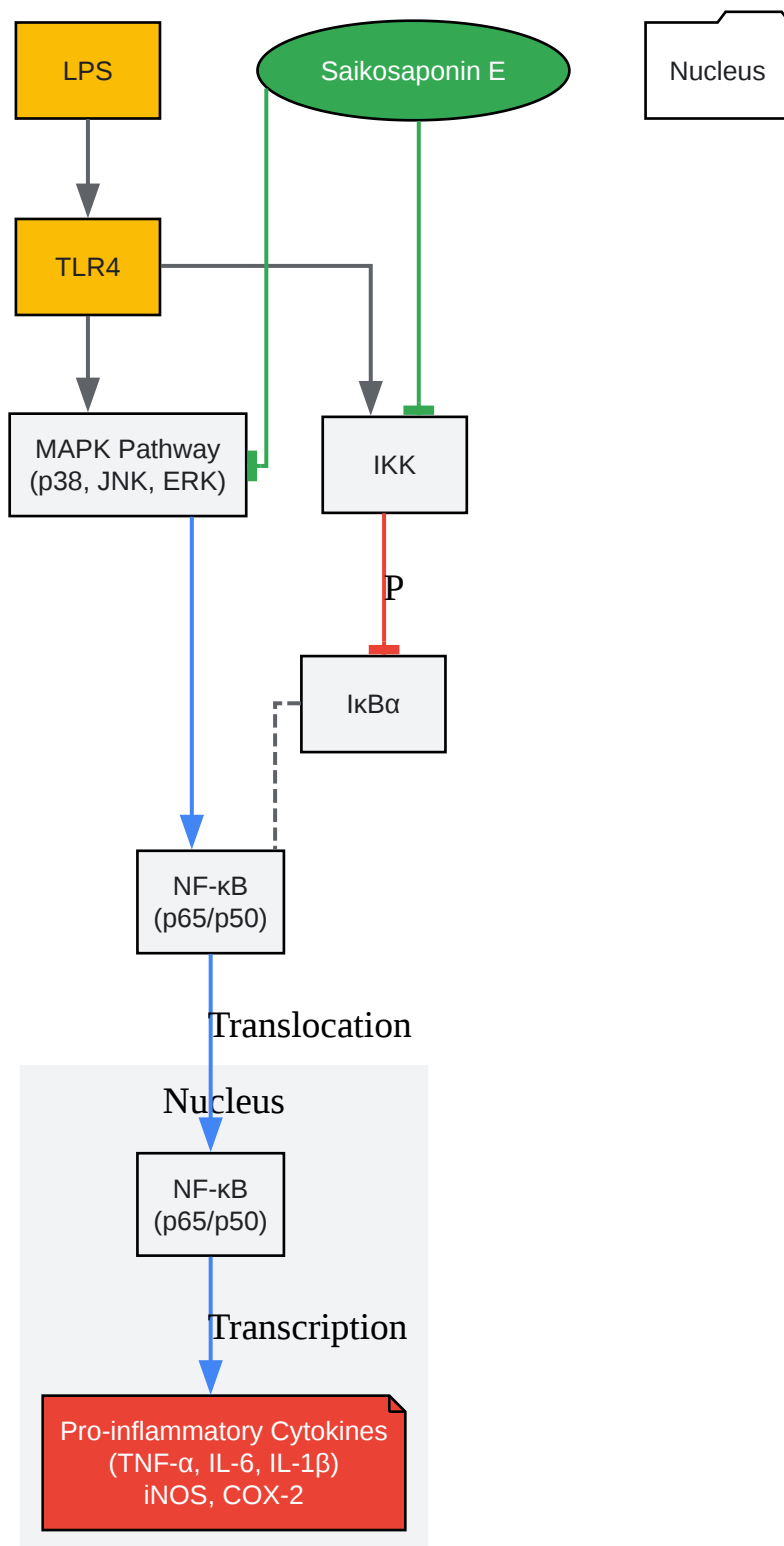 LPS
Saikosaponin E
Nucleus
TLR4
MAPK Pathway
(p38, JNK, ERK)
IKK
P
IκBα
NF-κB
(p65/p50)
Translocation
Nucleus
NF-κB
(p65/p50)
Transcription
Pro-inflammatory Cytokines
(TNF-α, IL-6, IL-1β)
iNOS, COX-2